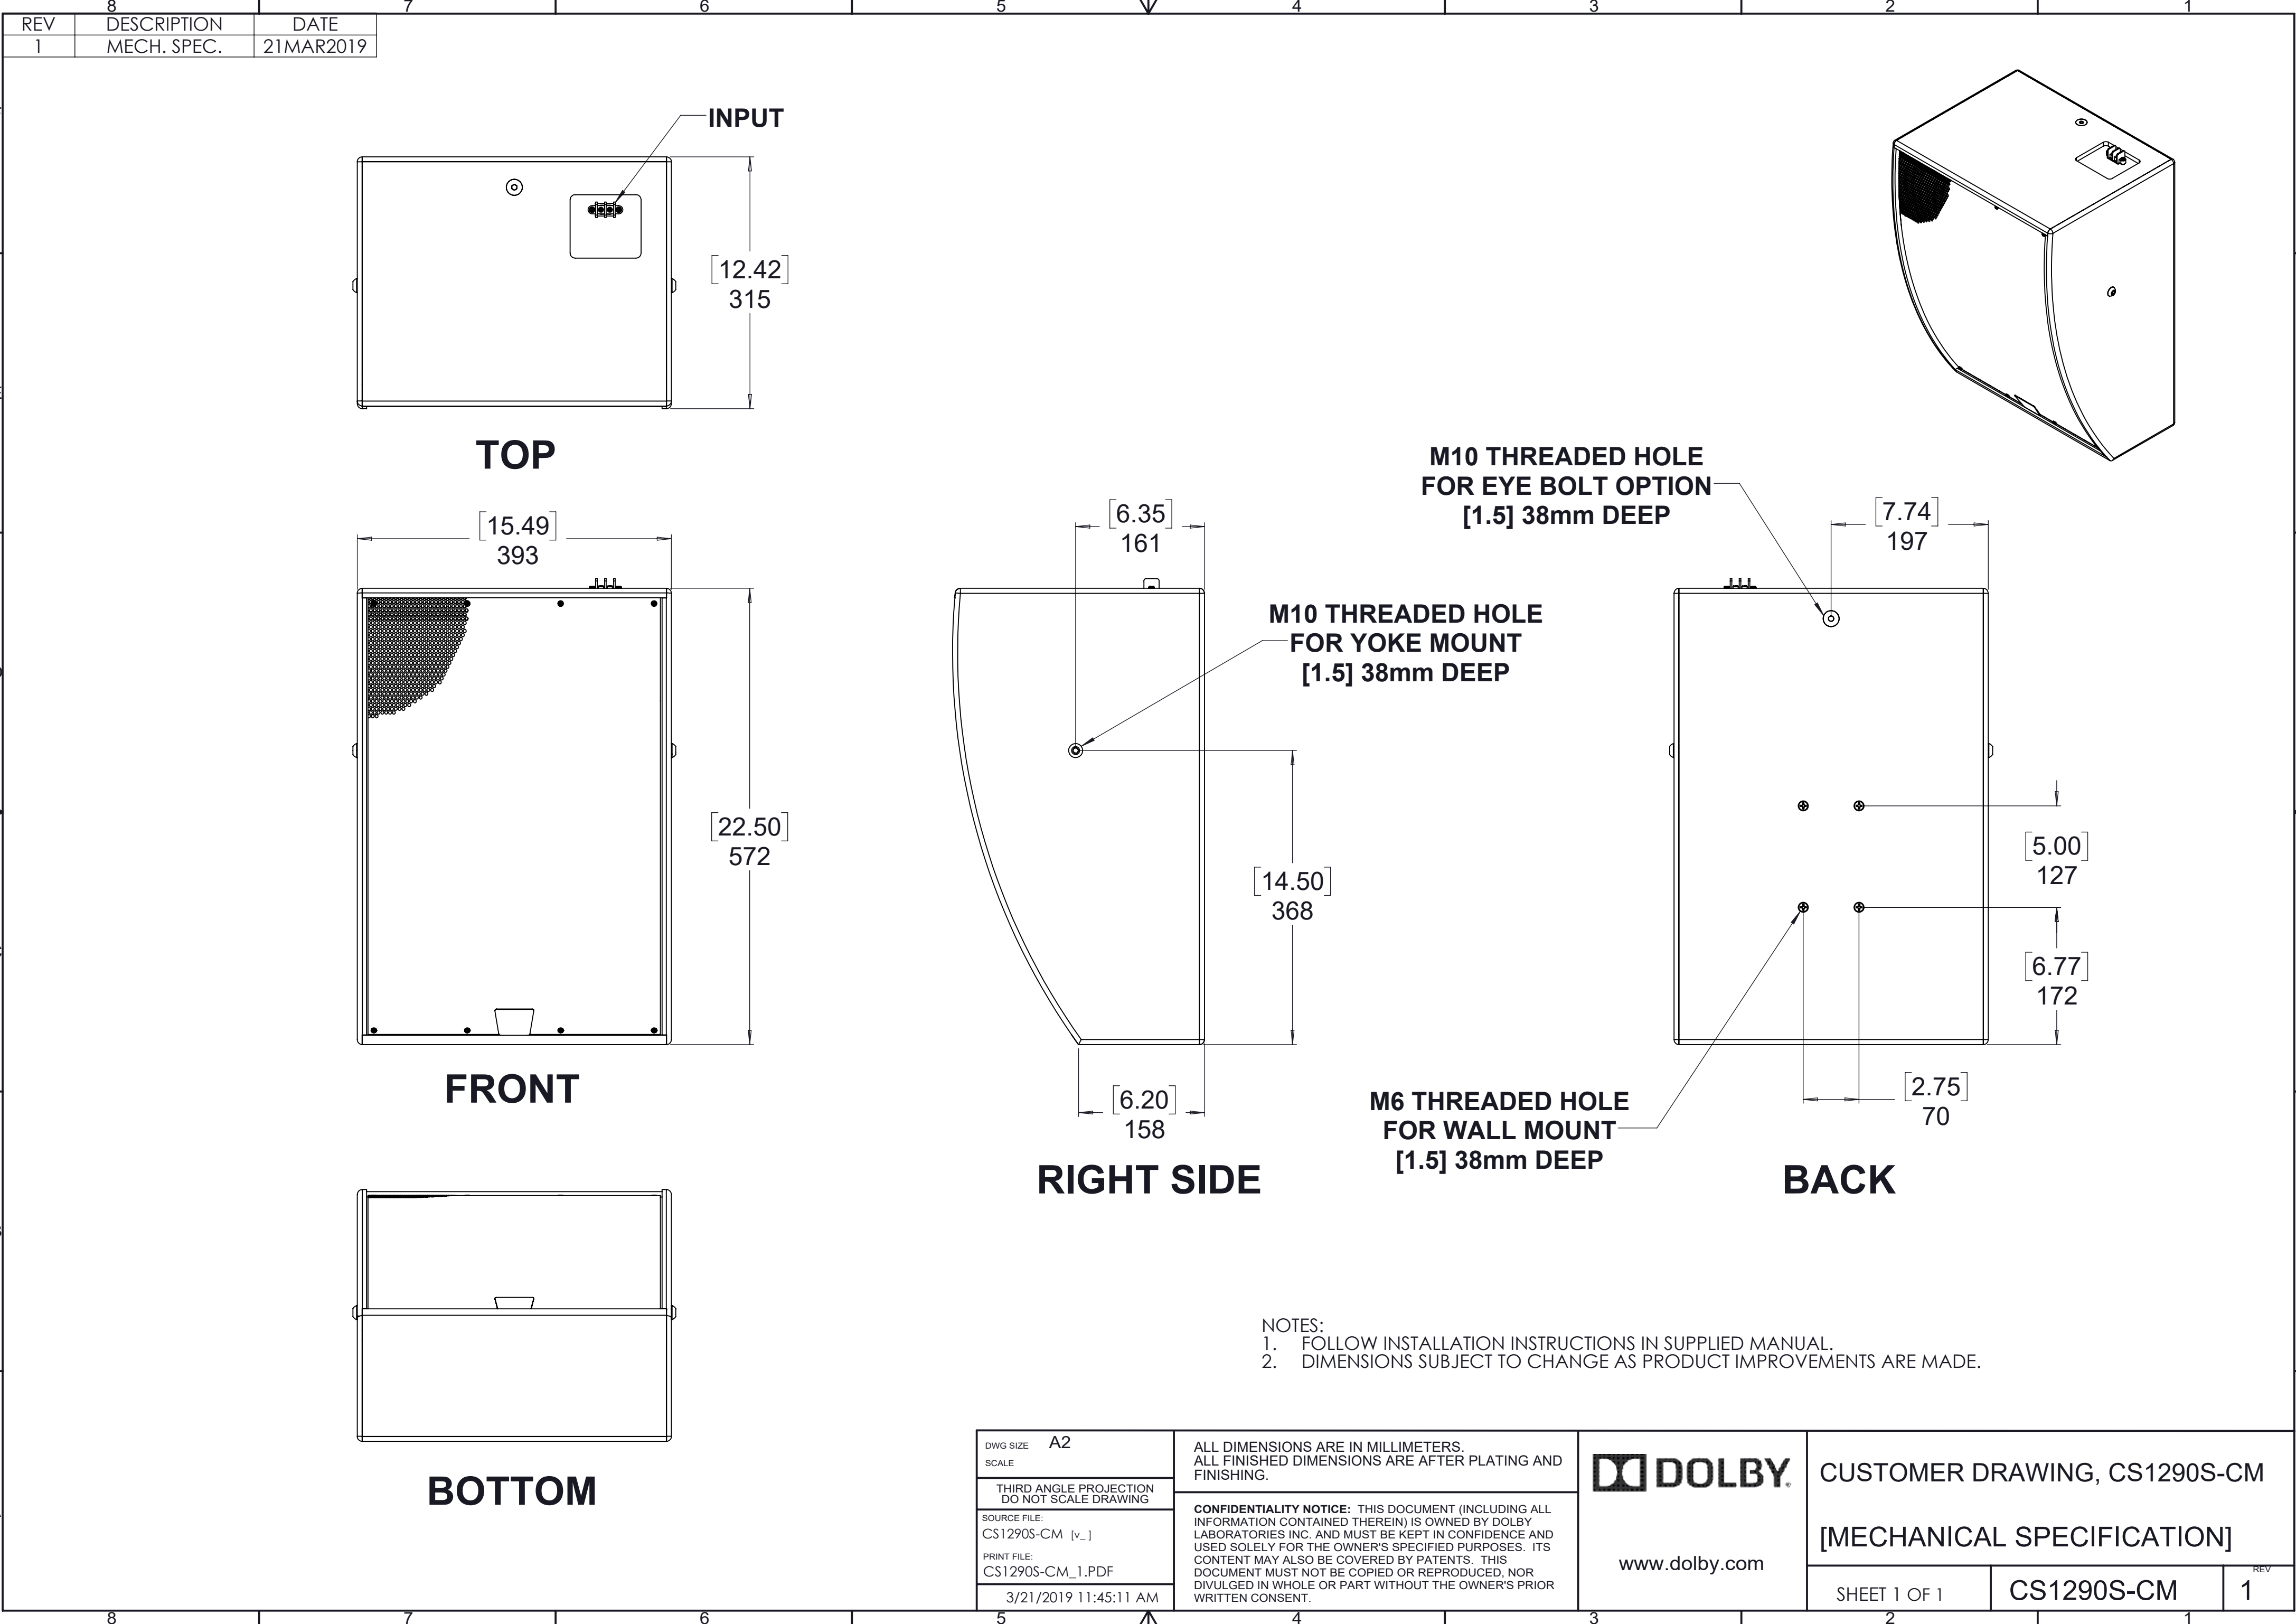 8 7 6 5 4 3 2 1
REV DESCRIPTION DATE
1 MECH. SPEC. 21MAR2019
INPUT
[12.42]
315
TOP
[15.49]
393
[22.50]
572
FRONT
[6.35]
161
M10 THREADED HOLE
FOR YOKE MOUNT
[1.5] 38mm DEEP
[14.50]
368
[6.20]
158
RIGHT SIDE
M10 THREADED HOLE
FOR EYE BOLT OPTION
[1.5] 38mm DEEP
[7.74]
197
[5.00]
127
[6.77]
172
[2.75]
70
M6 THREADED HOLE
FOR WALL MOUNT
[1.5] 38mm DEEP
BACK
BOTTOM
NOTES:
1. FOLLOW INSTALLATION INSTRUCTIONS IN SUPPLIED MANUAL.
2. DIMENSIONS SUBJECT TO CHANGE AS PRODUCT IMPROVEMENTS ARE MADE.
DWG SIZE A2
SCALE
THIRD ANGLE PROJECTION
DO NOT SCALE DRAWING
SOURCE FILE:
CS1290S-CM [v_ ]
PRINT FILE:
CS1290S-CM_1.PDF
3/21/2019 11:45:11 AM
ALL DIMENSIONS ARE IN MILLIMETERS.
ALL FINISHED DIMENSIONS ARE AFTER PLATING AND
FINISHING.
CONFIDENTIALITY NOTICE: THIS DOCUMENT (INCLUDING ALL
INFORMATION CONTAINED THEREIN) IS OWNED BY DOLBY
LABORATORIES INC. AND MUST BE KEPT IN CONFIDENCE AND
USED SOLELY FOR THE OWNER'S SPECIFIED PURPOSES. ITS
CONTENT MAY ALSO BE COVERED BY PATENTS. THIS
DOCUMENT MUST NOT BE COPIED OR REPRODUCED, NOR
DIVULGED IN WHOLE OR PART WITHOUT THE OWNER'S PRIOR
WRITTEN CONSENT.
DOLBY
www.dolby.com
CUSTOMER DRAWING, CS1290S-CM
[MECHANICAL SPECIFICATION]
SHEET 1 OF 1
CS1290S-CM
REV
1
8 7 6 5 4 3 2 1